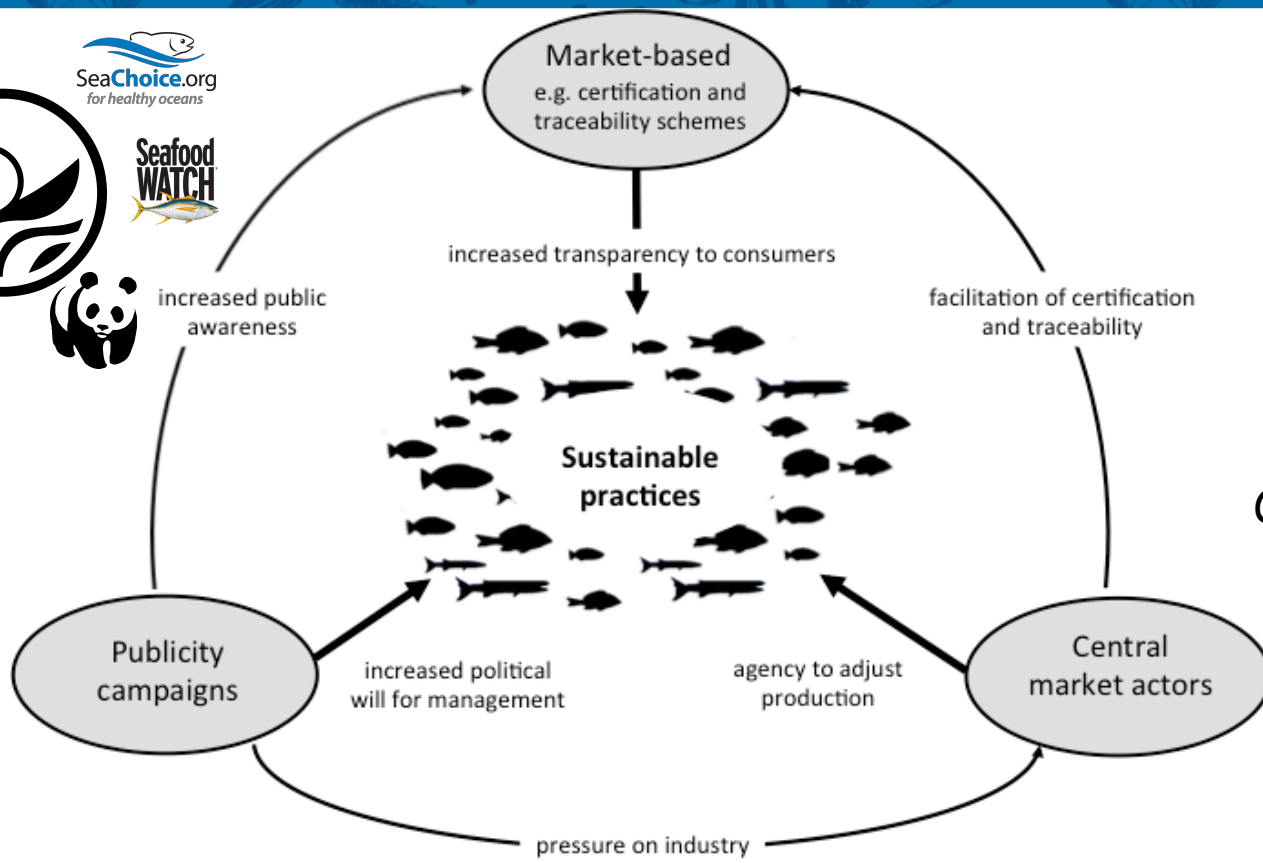 SeaChoice.org
for healthy oceans
Seafood
WATCH
Market-based
e.g. certification and
traceability schemes
increased transparency to consumers
increased public
awareness
facilitation of certification
and traceability
Sustainable
practices
Publicity
campaigns
increased political
will for management
agency to adjust
production
Central
market actors
pressure on industry